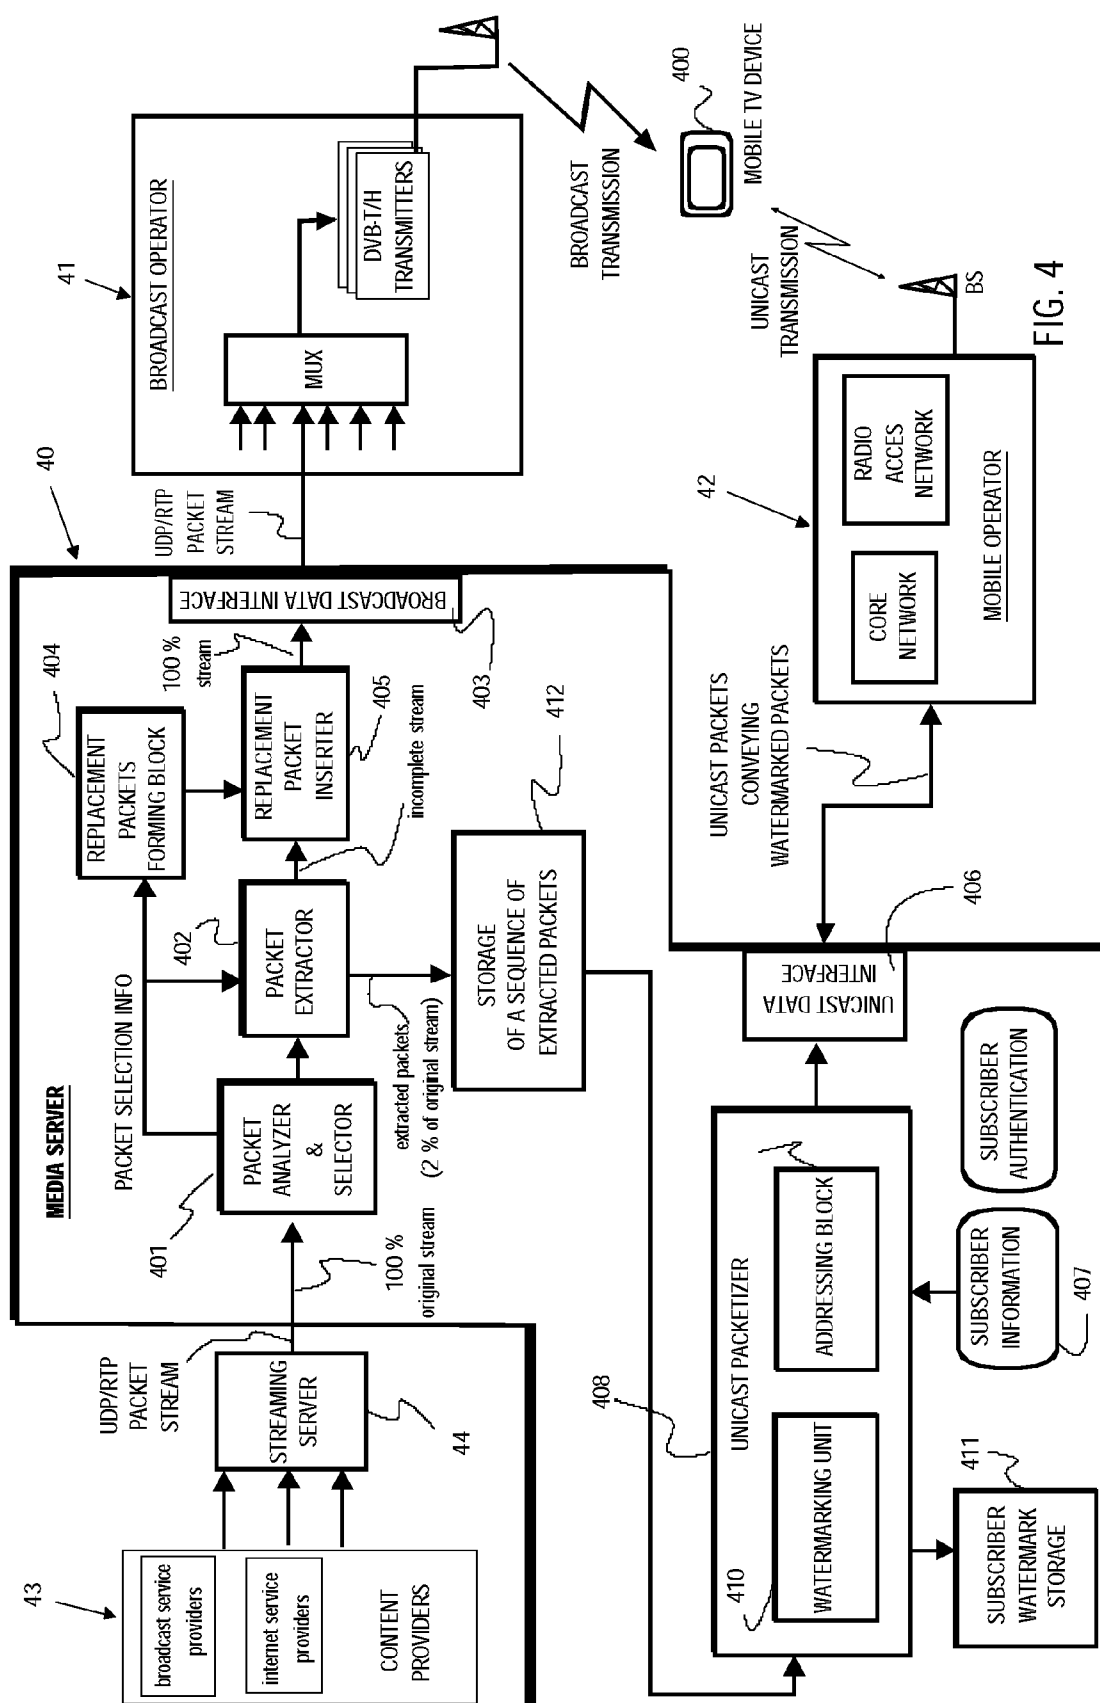 43
broadcast service
providers
internet service
providers
CONTENT
PROVIDERS
STREAMING
SERVER
44
UDP/RTP
PACKET
STREAM
100 %
original stream
MEDIA SERVER
401
PACKET
ANALYZER
&
SELECTOR
PACKET SELECTION INFO
402
PACKET
EXTRACTOR
extracted packets
(2 % of original stream)
404
REPLACEMENT
PACKETS
FORMING BLOCK
REPLACEMENT
PACKET
INSERTER
405
incomplete stream
100 %
stream
BROADCAST DATA INTERFACE
403
40
STORAGE
OF A SEQUENCE OF
EXTRACTED PACKETS
412
UDP/RTP
PACKET
STREAM
41
BROADCAST OPERATOR
MUX
DVB-T/H
TRANSMITTERS
BROADCAST
TRANSMISSION
400
MOBILE TV DEVICE
UNICAST
TRANSMISSION
BS
42
CORE
NETWORK
RADIO
ACCES
NETWORK
MOBILE OPERATOR
UNICAST PACKETS
CONVEYING
WATERMARKED PACKETS
UNICAST DATA
INTERFACE
406
408
UNICAST PACKETIZER
410
WATERMARKING UNIT
ADDRESSING BLOCK
SUBSCRIBER
WATERMARK
STORAGE
411
SUBSCRIBER
INFORMATION
407
SUBSCRIBER
AUTHENTICATION
FIG. 4